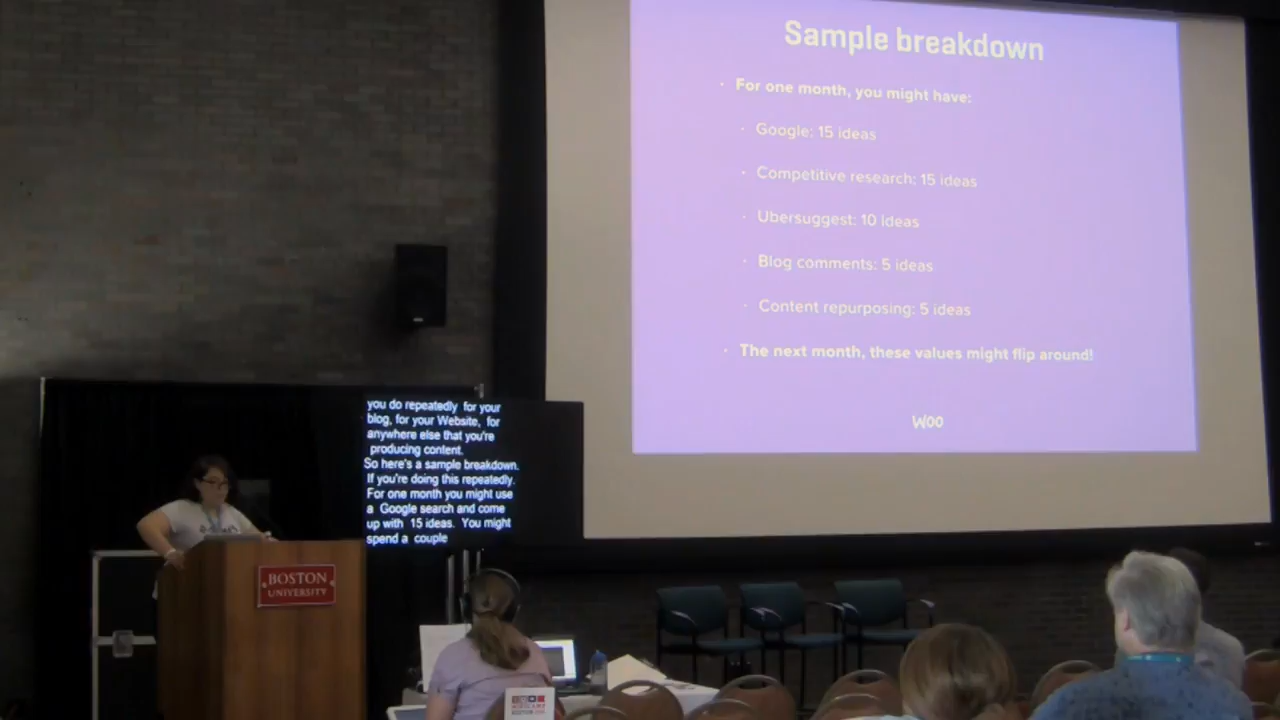 Sample breakdown
· For one month, you might have:
· Google: 15 ideas
· Competitive research: 15 ideas
· Ubersuggest: 10 Ideas
· Blog comments: 5 ideas
· Content repurposing: 5 ideas
· The next month, these values might flip around!
WOO
you do repeatedly for your
blog, for your Website, for
anywhere else that you're
producing content.
So here's a sample breakdown.
If you're doing this repeatedly.
For one month you might use
a Google search and come
up with 15 ideas. You might
spend a couple
BOSTON
UNIVERSITY